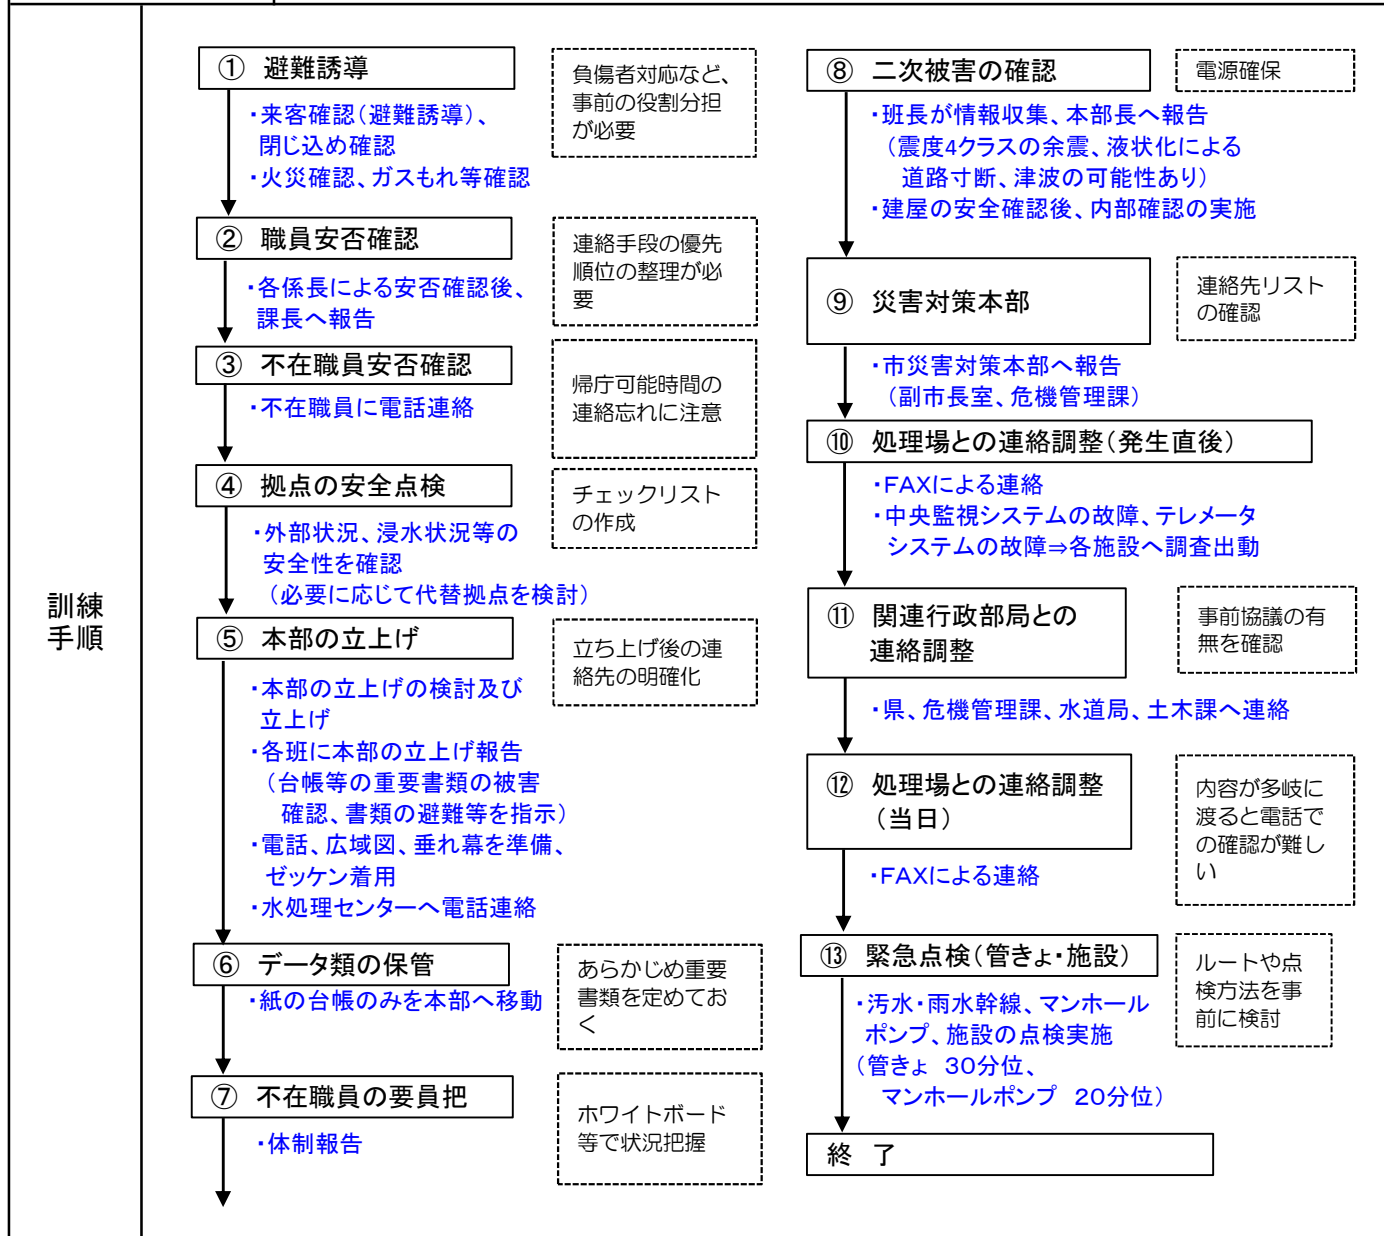 訓練
手順
① 避難誘導
負傷者対応など、
事前の役割分担
が必要
・来客確認（避難誘導）、
閉じ込め確認
・火災確認、ガスもれ等確認
② 職員安否確認
連絡手段の優先
順位の整理が必
要
・各係長による安否確認後、
課長へ報告
③ 不在職員安否確認
帰庁可能時間の
連絡忘れに注意
・不在職員に電話連絡
④ 拠点の安全点検
チェックリスト
の作成
・外部状況、浸水状況等の
安全性を確認
（必要に応じて代替拠点を検討）
⑤ 本部の立上げ
立ち上げ後の連
絡先の明確化
・本部の立上げの検討及び
立上げ
・各班に本部の立上げ報告
（台帳等の重要書類の被害
確認、書類の避難等を指示）
・電話、広域図、垂れ幕を準備、
ゼッケン着用
・水処理センターへ電話連絡
⑥ データ類の保管
あらかじめ重要
書類を定めてお
く
・紙の台帳のみを本部へ移動
⑦ 不在職員の要員把
ホワイトボード
等で状況把握
・体制報告
⑧ 二次被害の確認
電源確保
・班長が情報収集、本部長へ報告
（震度4クラスの余震、液状化による
道路寸断、津波の可能性あり）
・建屋の安全確認後、内部確認の実施
⑨ 災害対策本部
連絡先リスト
の確認
・市災害対策本部へ報告
（副市長室、危機管理課）
⑩ 処理場との連絡調整（発生直後）
・FAXによる連絡
・中央監視システムの故障、テレメータ
システムの故障⇒各施設へ調査出動
⑪ 関連行政部局との
連絡調整
事前協議の有
無を確認
・県、危機管理課、水道局、土木課へ連絡
⑫ 処理場との連絡調整
（当日）
内容が多岐に
渡ると電話で
の確認が難し
い
・FAXによる連絡
⑬ 緊急点検（管きょ・施設）
ルートや点
検方法を事
前に検討
・汚水・雨水幹線、マンホール
ポンプ、施設の点検実施
（管きょ 30分位、
マンホールポンプ 20分位）
終 了